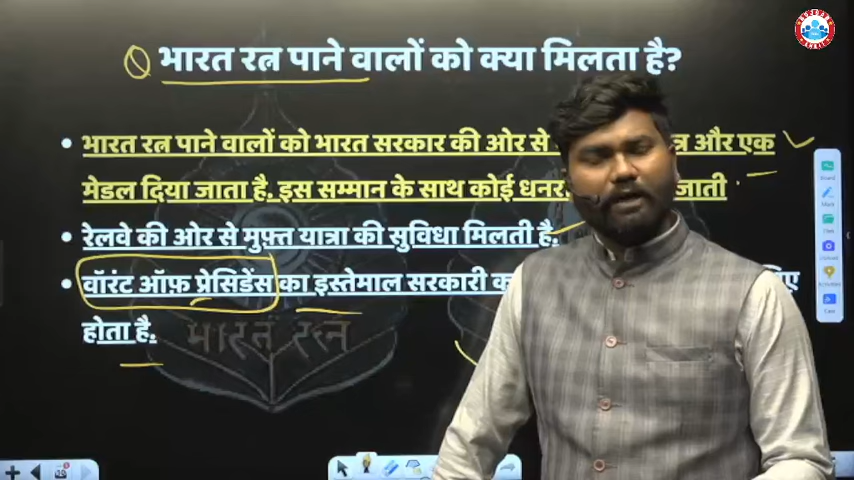 भारत रत्न पाने वालों को क्या मिलता है?
• भारत रत्न पाने वालों को भारत सरकार की ओर से और एक
मेडल दिया जाता है. इस सम्मान के साथ कोई जाती
• रेलवे की ओर से मुफ्त यात्रा की सुविधा मिलती है.
• वॉरंट ऑफ़ प्रेसिडेंस का इस्तेमाल सरकारी
होता है.
भारत रत्न